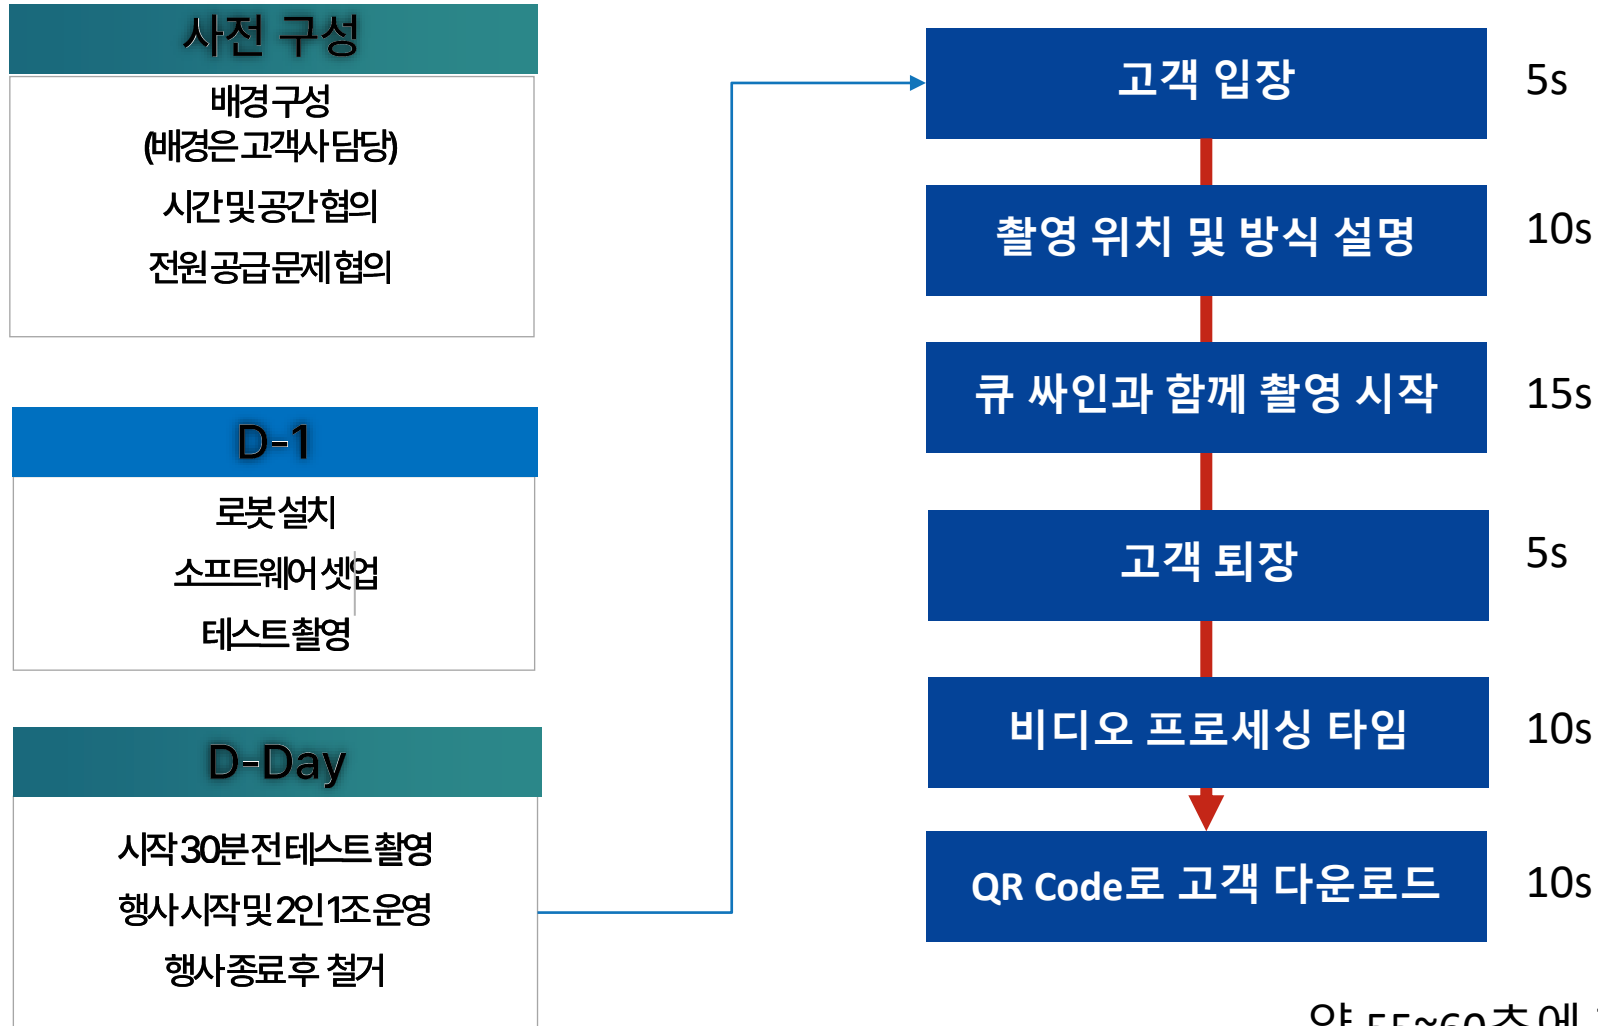 사전 구성
배경 구성
(배경은 고객사 담당)
시간 및 공간 협의
전원 공급 문제 협의
D-1
로봇 설치
소프트웨어 셋업
테스트 촬영
D-Day
시작 30분 전 테스트 촬영
행사 시작 및 2인 1조 운영
행사 종료 후 철거
고객 입장
5s
촬영 위치 및 방식 설명
10s
큐 싸인과 함께 촬영 시작
15s
고객 퇴장
5s
비디오 프로세싱 타임
10s
QR Code로 고객 다운로드
10s
약 55~60초에